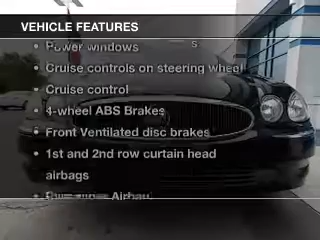 VEHICLE FEATURES
• Power windows
• Cruise controls on steering wheel
• Cruise control
• 4-wheel ABS Brakes
• Front Ventilated disc brakes
• 1st and 2nd row curtain head
airbags